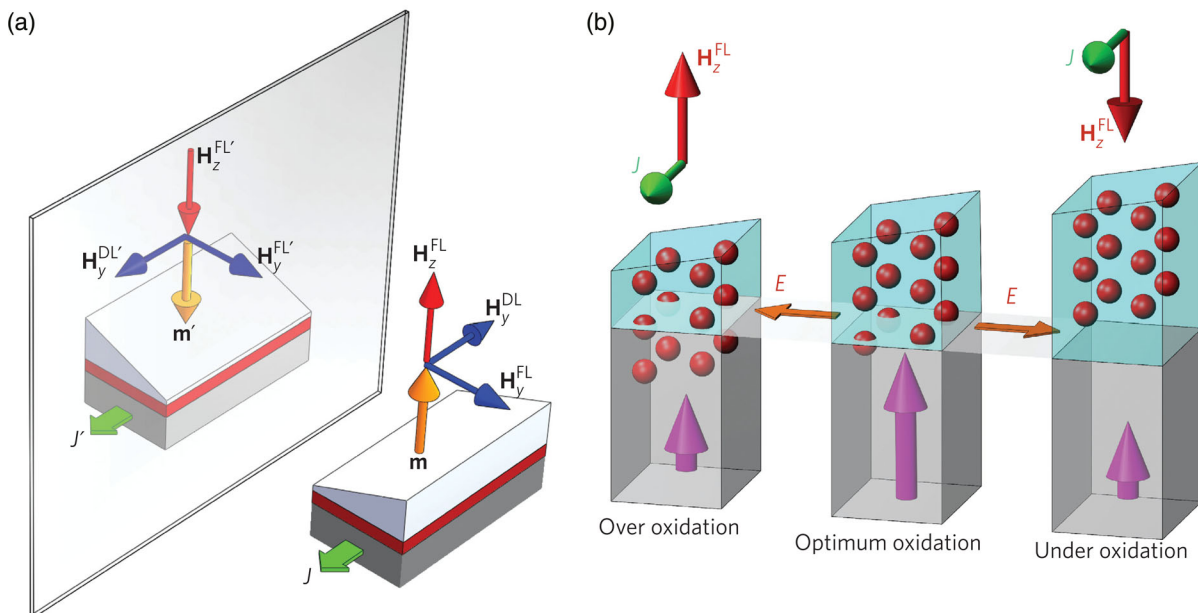 (a)
H_z^FL′
H_y^DL′
H_y^FL′
m′
J′
H_z^FL
H_y^DL
H_y^FL
m
J
(b)
H_z^FL
J
J
H_z^FL
E
E
Over oxidation
Optimum oxidation
Under oxidation